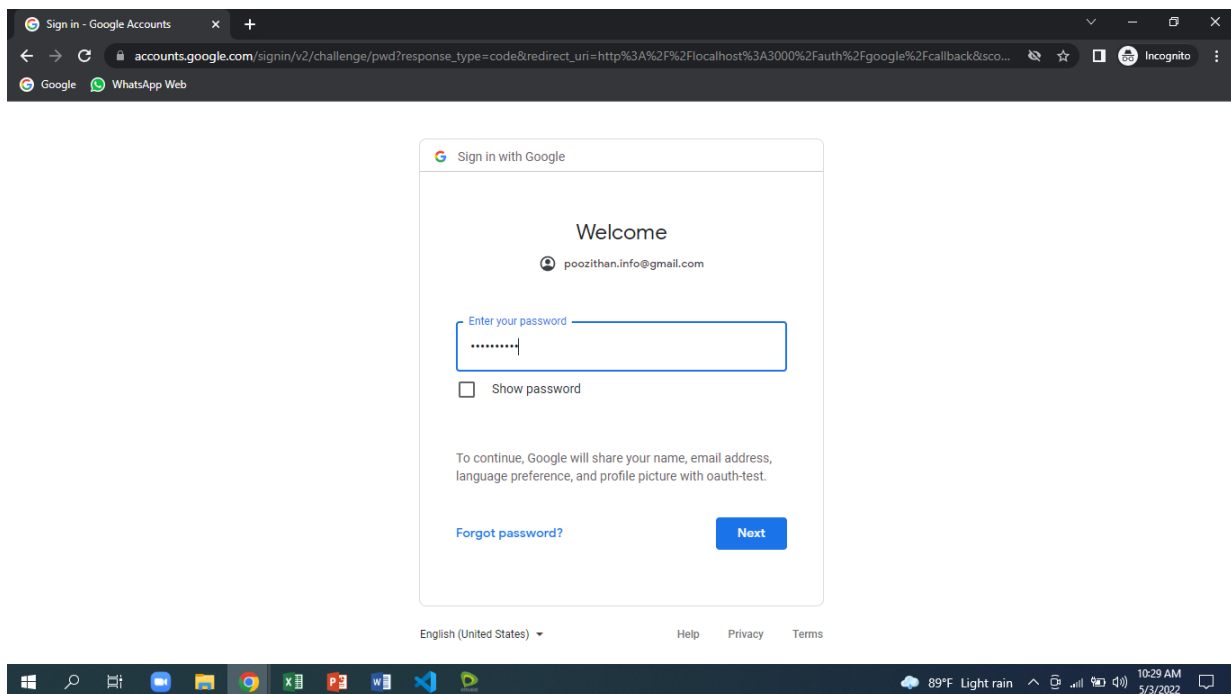 Sign in - Google Accounts
accounts.google.com/signin/v2/challenge/pwd?response_type=code&redirect_uri=http%3A%2F%2Flocalhost%3A3000%2Fauth%2Fgoogle%2Fcallback&sco...
Incognito
Google WhatsApp Web
Sign in with Google
Welcome
poozithan.info@gmail.com
Enter your password
••••••••••
Show password
To continue, Google will share your name, email address,
language preference, and profile picture with oauth-test.
Forgot password? Next
English (United States) Help Privacy Terms
89°F Light rain
10:29 AM
5/3/2022